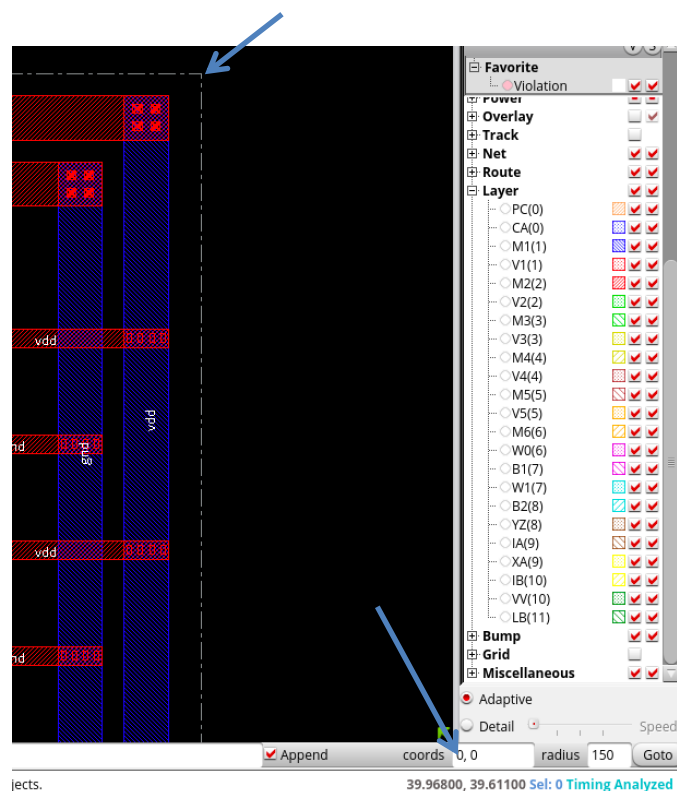 V S
Favorite
Violation
Power
Overlay
Track
Net
Route
Layer
PC(0)
CA(0)
M1(1)
V1(1)
M2(2)
V2(2)
M3(3)
V3(3)
M4(4)
V4(4)
M5(5)
V5(5)
M6(6)
W0(6)
B1(7)
W1(7)
B2(8)
YZ(8)
IA(9)
XA(9)
IB(10)
VV(10)
LB(11)
Bump
Grid
Miscellaneous
Adaptive
Detail Speed
vdd
vdd
nd
gnd
vdd
nd
Append coords 0, 0 radius 150 Goto
jects. 39.96800, 39.61100 Sel: 0 Timing Analyzed